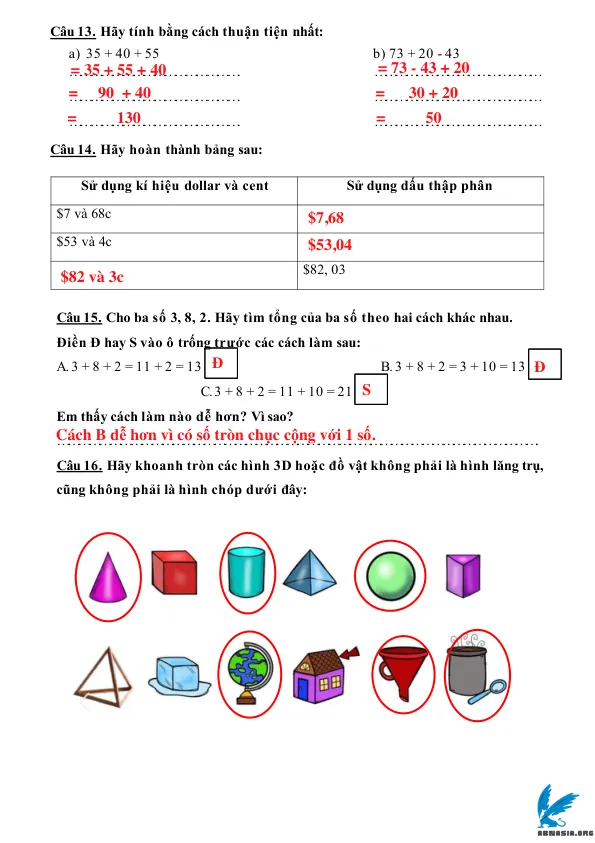 Câu 13. Hãy tính bằng cách thuận tiện nhất:
a) 35 + 40 + 55
b) 73 + 20 - 43
= 35 + 55 + 40
= 73 - 43 + 20
= 90 + 40
= 30 + 20
= 130
= 50
Câu 14. Hãy hoàn thành bảng sau:
Sử dụng kí hiệu dollar và cent
Sử dụng dấu thập phân
$7 và 68c
$7,68
$53 và 4c
$53,04
$82 và 3c
$82, 03
Câu 15. Cho ba số 3, 8, 2. Hãy tìm tổng của ba số theo hai cách khác nhau.
Điền Đ hay S vào ô trống trước các cách làm sau:
A. 3 + 8 + 2 = 11 + 2 = 13 Đ
B. 3 + 8 + 2 = 3 + 10 = 13 Đ
C. 3 + 8 + 2 = 11 + 10 = 21 S
Em thấy cách làm nào dễ hơn? Vì sao?
Cách B dễ hơn vì có số tròn chục cộng với 1 số.
Câu 16. Hãy khoanh tròn các hình 3D hoặc đồ vật không phải là hình lăng trụ,
cũng không phải là hình chóp dưới đây:
ABNASIA.ORG